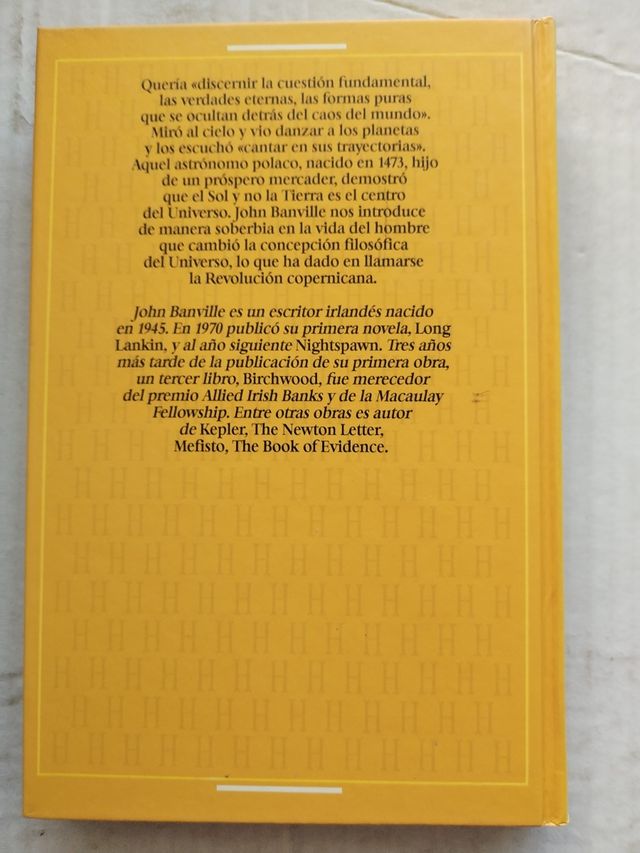 Quería «discernir la cuestión fundamental,
las verdades eternas, las formas puras
que se ocultan detrás del caos del mundo».
Miró al cielo y vio danzar a los planetas
y los escuchó «cantar en sus trayectorias».
Aquel astrónomo polaco, nacido en 1473, hijo
de un próspero mercader, demostró
que el Sol y no la Tierra es el centro
del Universo. John Banville nos introduce
de manera soberbia en la vida del hombre
que cambió la concepción filosófica
del Universo, lo que ha dado en llamarse
la Revolución copernicana.
John Banville es un escritor irlandés nacido
en 1945. En 1970 publicó su primera novela, Long
Lankin, y al año siguiente Nightspawn. Tres años
más tarde de la publicación de su primera obra,
un tercer libro, Birchwood, fue merecedor
del premio Allied Irish Banks y de la Macaulay
Fellowship. Entre otras obras es autor
de Kepler, The Newton Letter,
Mefisto, The Book of Evidence.